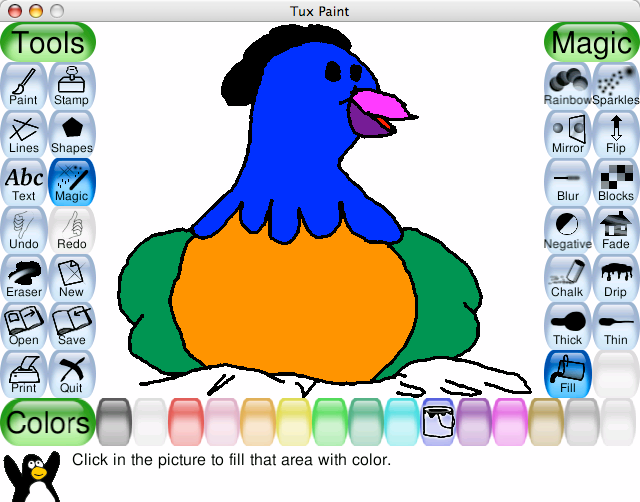 Tux Paint
Tools
Magic
Paint Stamp
Rainbow Sparkles
Lines Shapes
Mirror Flip
Abc
Text Magic
Blur Blocks
Undo Redo
Negative Fade
Eraser New
Chalk Drip
Open Save
Thick Thin
Print Quit
Fill
Colors
Click in the picture to fill that area with color.